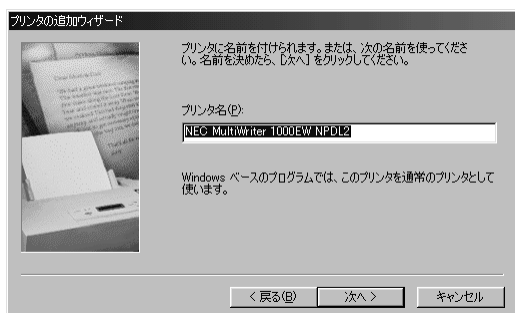 プリンタの追加ウィザード
プリンタに名前を付けられます。または、次の名前を使ってくださ
い。名前を決めたら、[次へ] をクリックしてください。
プリンタ名(P):
NEC MultiWriter 1000EW NPDL2
Windows ベースのプログラムでは、このプリンタを通常のプリンタとして
使います。
< 戻る(B)
次へ >
キャンセル